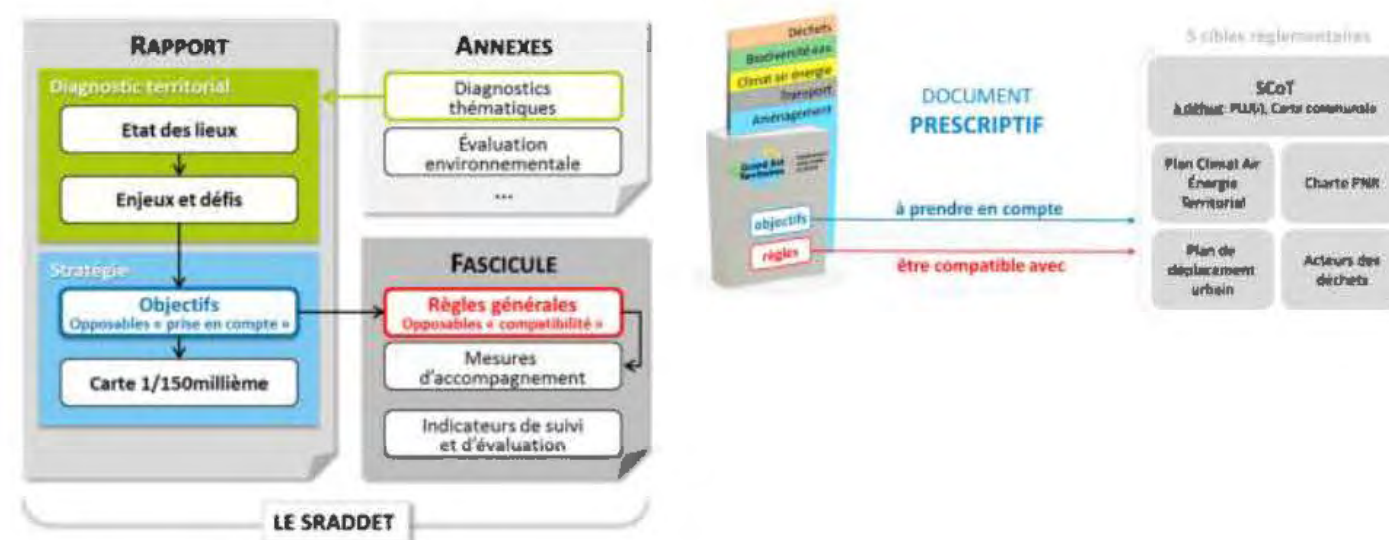 RAPPORT
Diagnostic territorial
Etat des lieux
Enjeux et défis
Stratégie
Objectifs
Opposables « prise en compte »
Carte 1/150millième
ANNEXES
Diagnostics
thématiques
Évaluation
environnementale
...
FASCICULE
Règles générales
Opposables « compatibilité »
Mesures
d'accompagnement
Indicateurs de suivi
et d'évaluation
LE SRADDET
Déchets
Biodiversité eau
Climat air énergie
Transport
Aménagement
Grand Est
Territoires
objectifs
règles
DOCUMENT
PRESCRIPTIF
à prendre en compte
être compatible avec
5 cibles réglementaires
SCoT
à défaut: PLU(i), Carte communale
Plan Climat Air
Énergie
Territorial
Charte PNR
Plan de
déplacement
urbain
Acteurs des
déchets